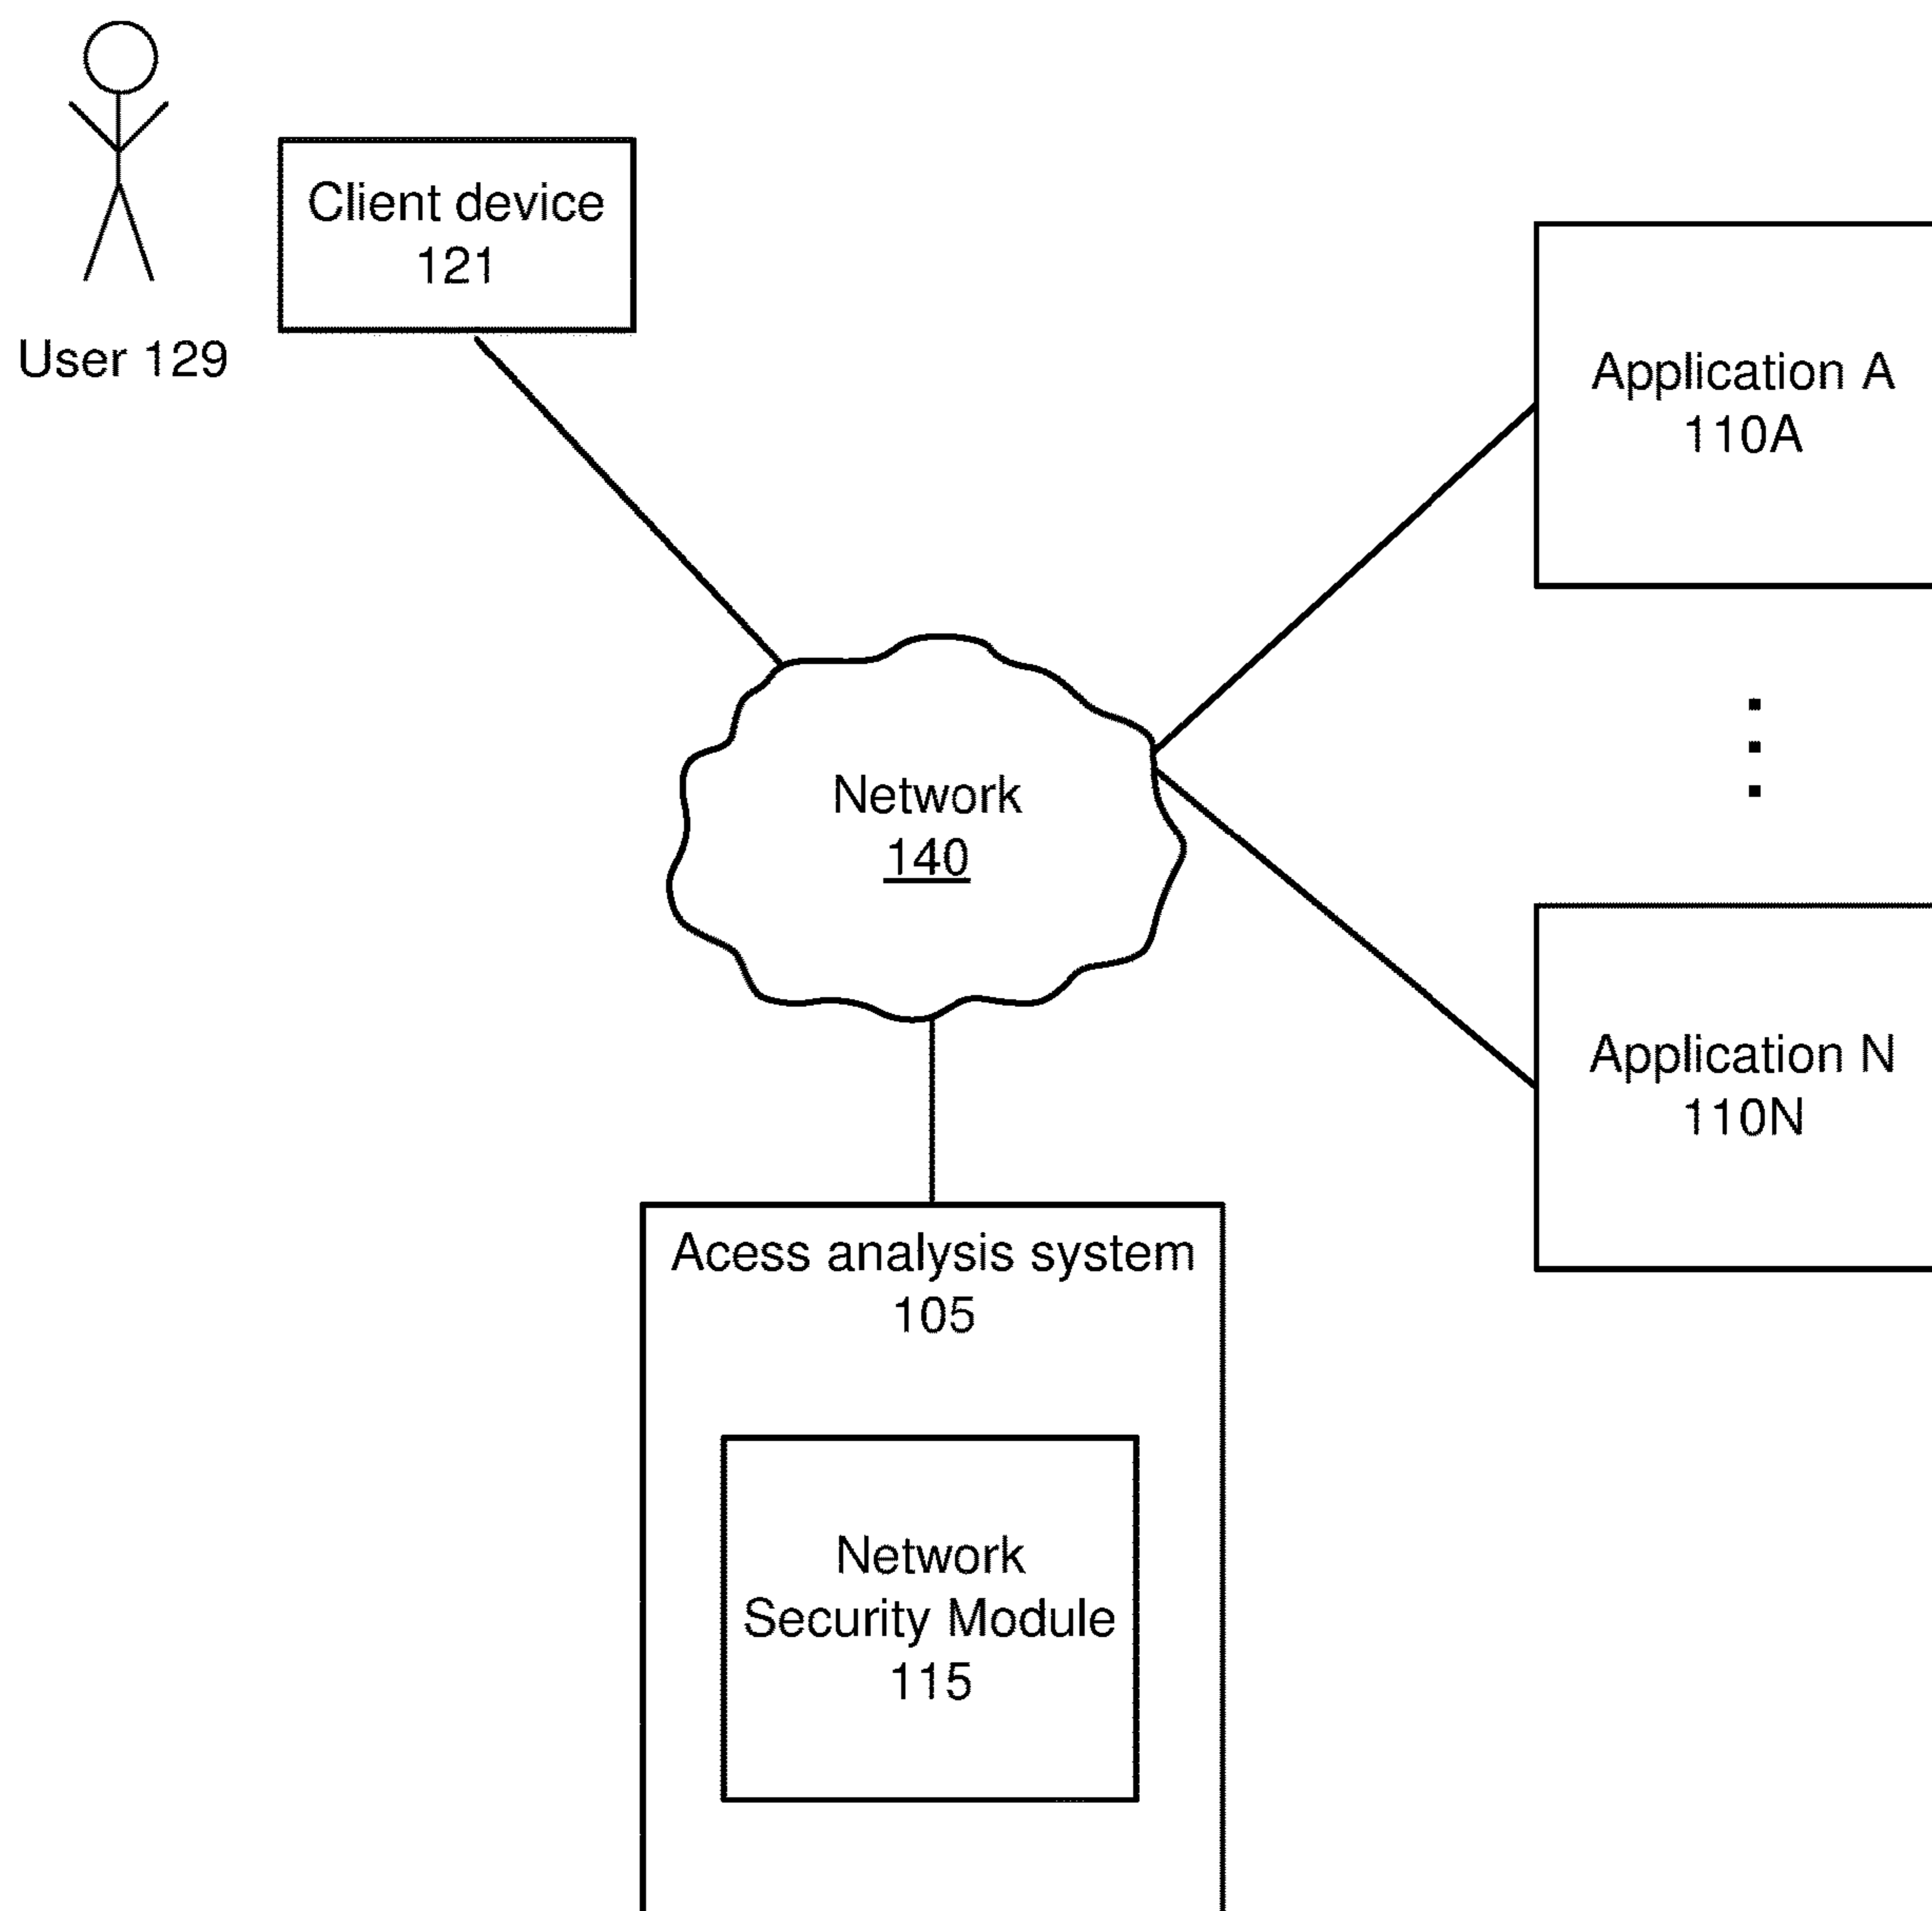 Client device
121
User 129
Application A
110A
Network
140
Application N
110N
Acess analysis system
105
Network
Security Module
115